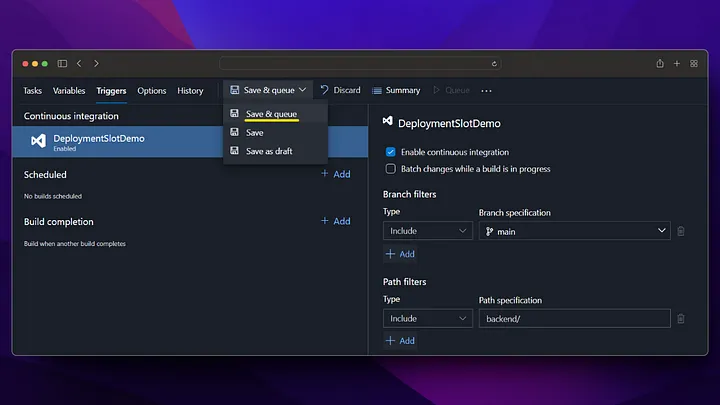 Tasks Variables Triggers Options History Save & queue Discard Summary Queue ...
Save & queue
Save
Save as draft
Continuous integration
DeploymentSlotDemo
Enabled
Scheduled + Add
No builds scheduled
Build completion + Add
Build when another build completes
DeploymentSlotDemo
Enable continuous integration
Batch changes while a build is in progress
Branch filters
Type Branch specification
Include main
+ Add
Path filters
Type Path specification
Include backend/
+ Add